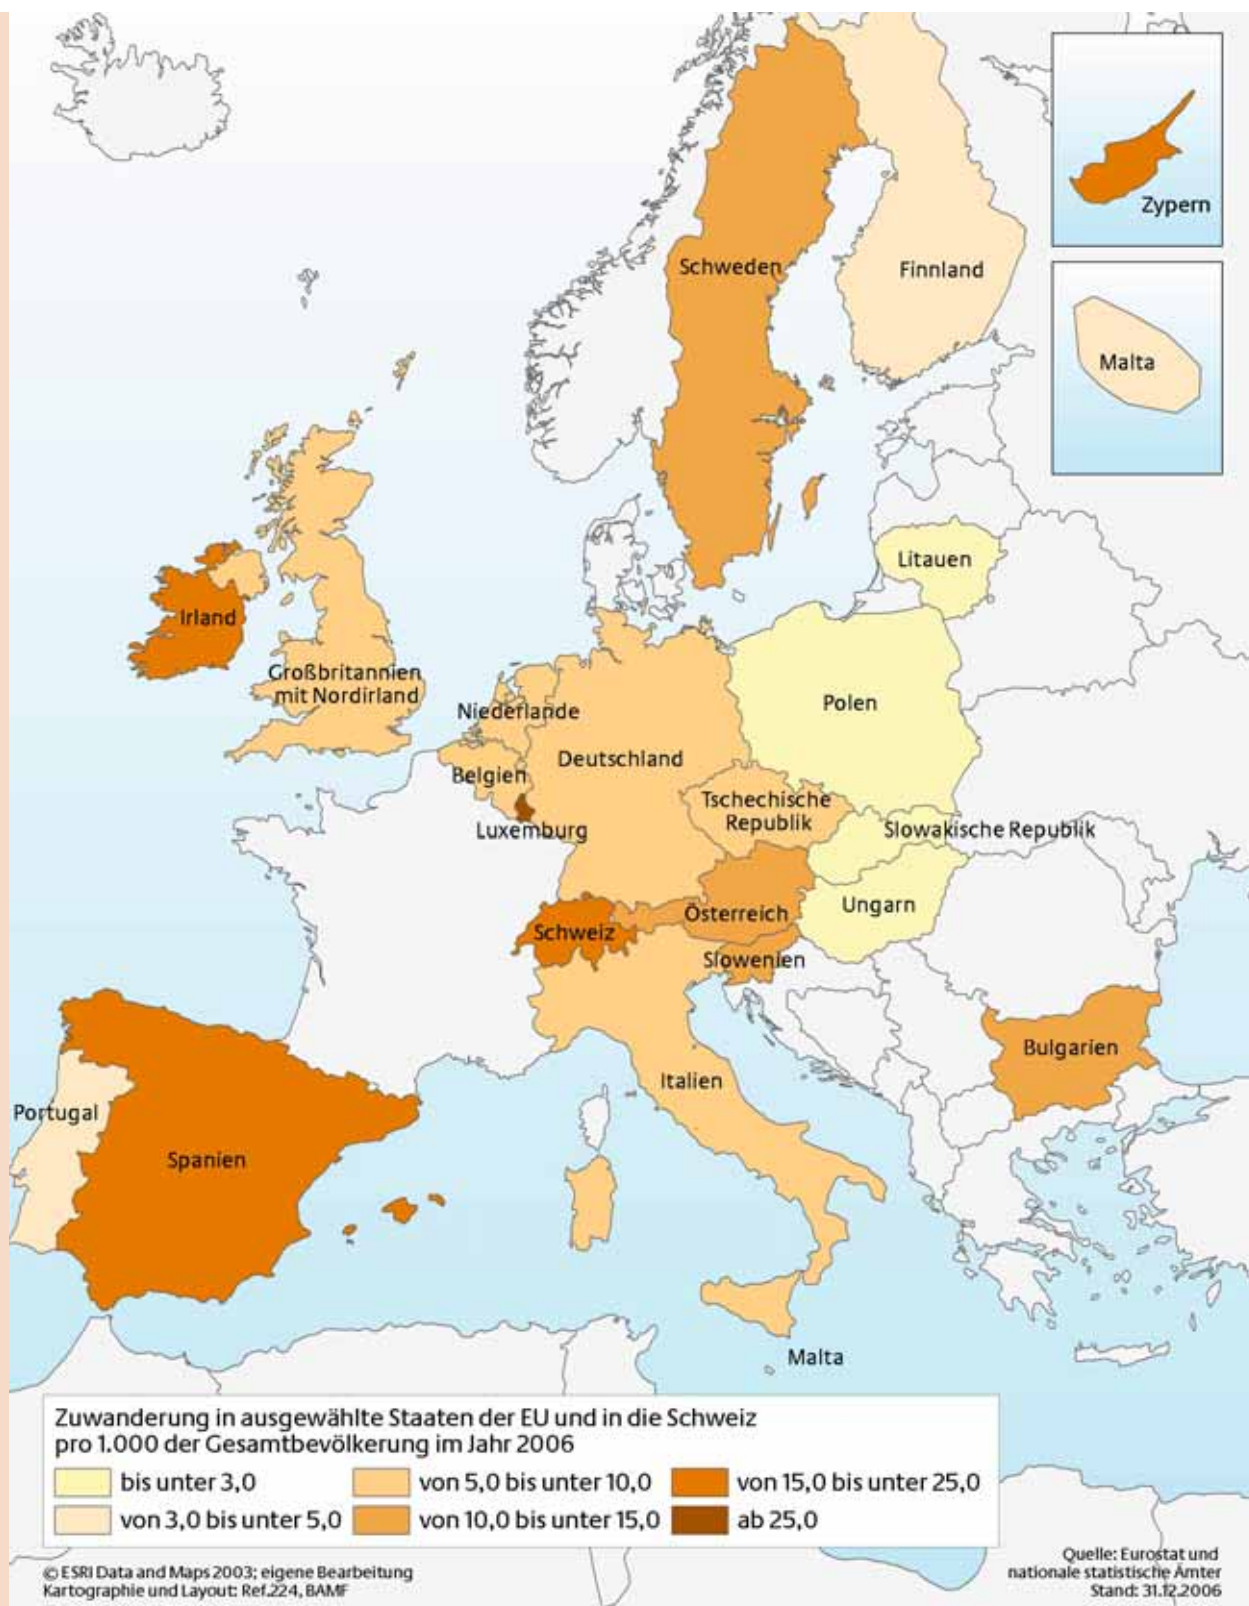 Zypern
Schweden
Finnland
Malta
Litauen
Irland
Großbritannien
mit Nordirland
Niederlande
Polen
Deutschland
Belgien
Tschechische
Republik
Luxemburg
Slowakische Republik
Ungarn
Österreich
Schweiz
Slowenien
Bulgarien
Italien
Portugal
Spanien
Malta
Zuwanderung in ausgewählte Staaten der EU und in die Schweiz
pro 1.000 der Gesamtbevölkerung im Jahr 2006
bis unter 3,0
von 5,0 bis unter 10,0
von 15,0 bis unter 25,0
von 3,0 bis unter 5,0
von 10,0 bis unter 15,0
ab 25,0
© ESRI Data and Maps 2003; eigene Bearbeitung
Kartographie und Layout: Ref.224, BAMF
Quelle: Eurostat und
nationale statistische Ämter
Stand: 31.12.2006